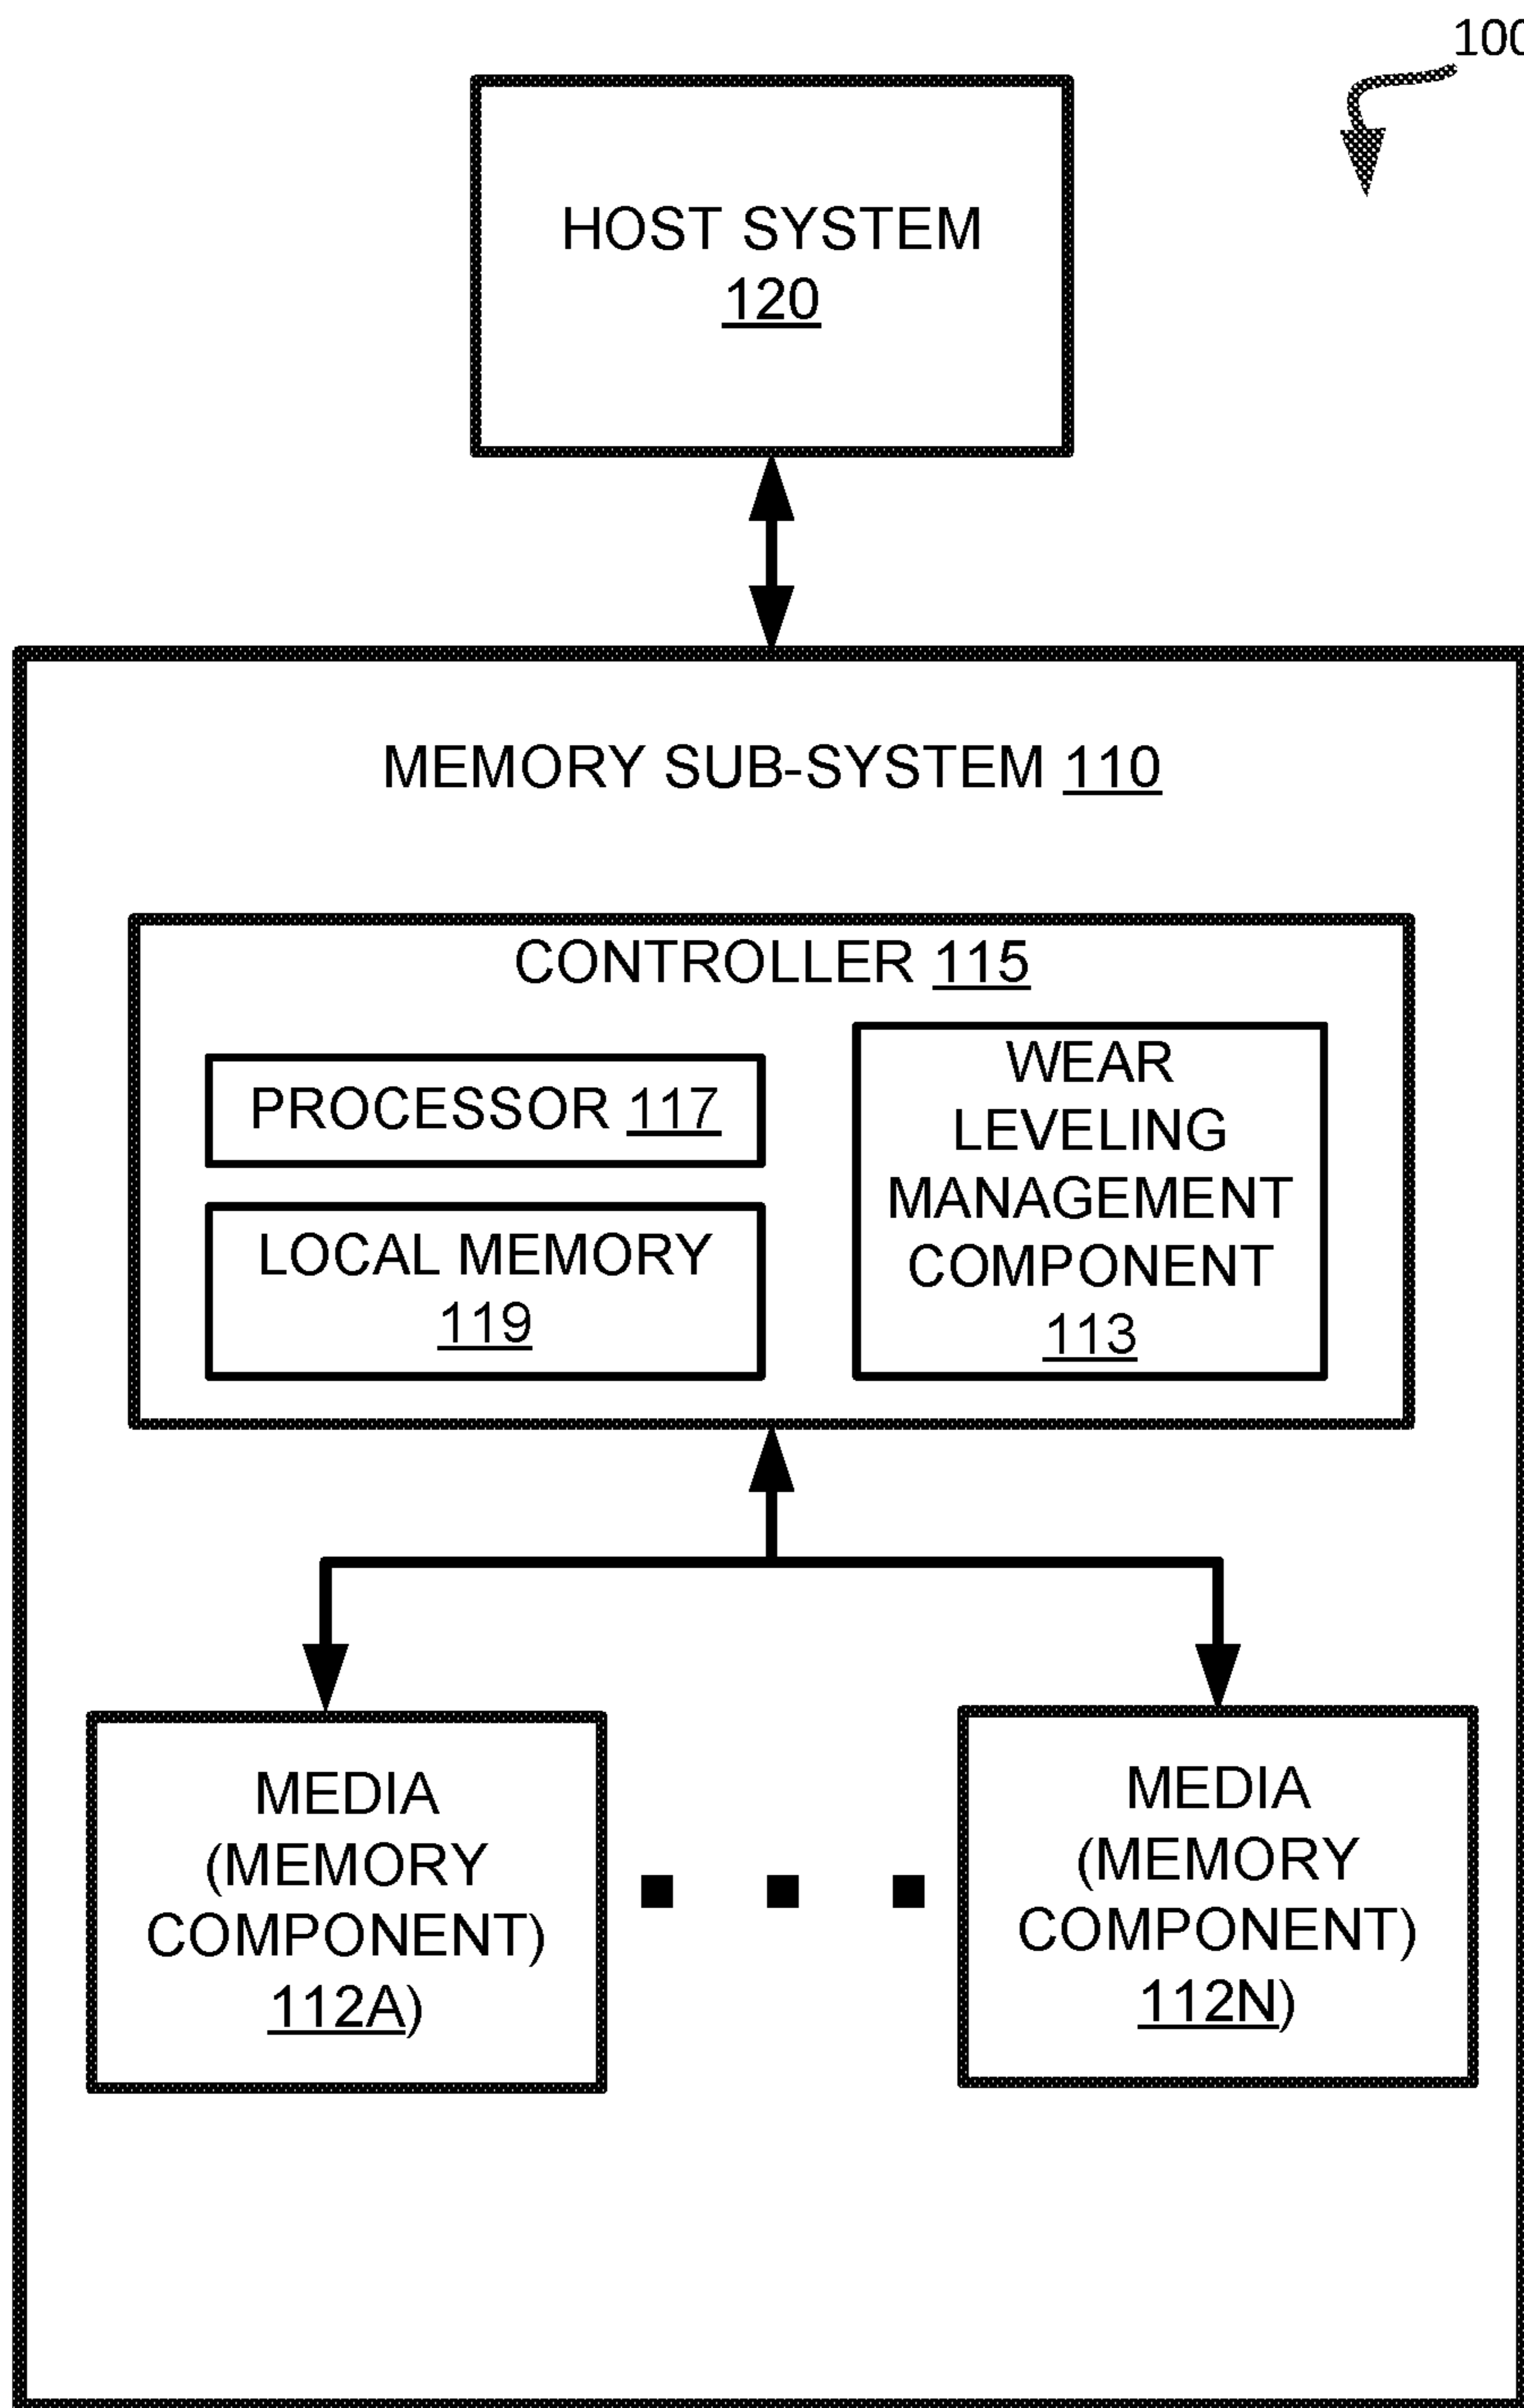 100
HOST SYSTEM
120
MEMORY SUB-SYSTEM 110
CONTROLLER 115
PROCESSOR 117
LOCAL MEMORY
119
WEAR
LEVELING
MANAGEMENT
COMPONENT
113
MEDIA
(MEMORY
COMPONENT)
112A)
MEDIA
(MEMORY
COMPONENT)
112N)